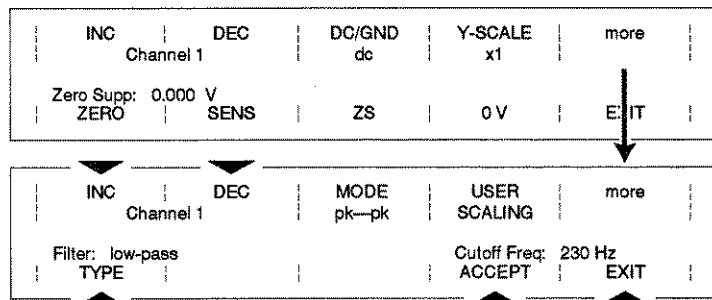 INC DEC DC/GND Y-SCALE more
Channel 1 dc x1
Zero Supp: 0.000 V
ZERO SENS ZS 0 V EXIT
INC DEC MODE USER more
Channel 1 pk—pk SCALING
Filter: low-pass Cutoff Freq: 230 Hz
TYPE ACCEPT EXIT